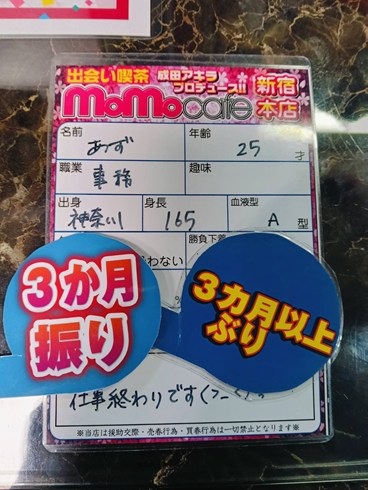 出会い喫茶 成田アキラ
プロデュース!!
MoMocafe 新宿
本店
名前 あず 年齢 25 才
職業 事務 趣味
出身 神奈川 身長 165 血液型 A 型
勝負下着
わない
3か月
振り
3カ月以上
ぶり
%
仕事終わりです
※当店は援助交際・売春行為・買春行為は一切禁止となります※